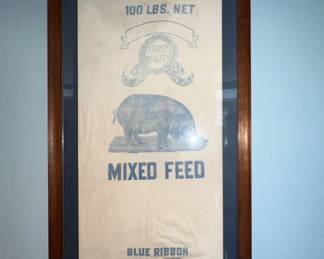 100 LBS. NET
FIRST
QUALITY
MIXED FEED
BLUE RIBBON